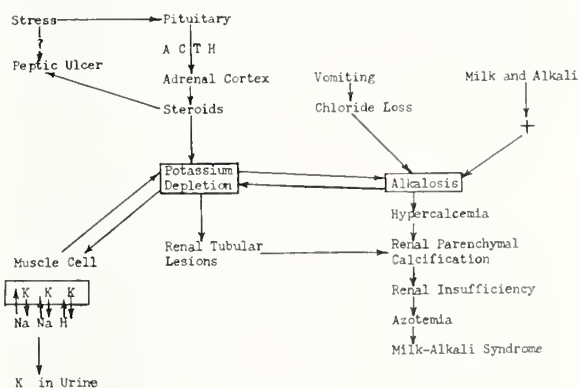 Stress
Pituitary
?
A C T H
Peptic Ulcer
Adrenal Cortex
Vomiting
Milk and Alkali
Steroids
Chloride Loss
+
Potassium
Depletion
Alkalosis
Hypercalcemia
Muscle Cell
Renal Tubular
Lesions
Renal Parenchymal
Calcification
K K K
Renal Insufficiency
Na Na H
Azotemia
Milk-Alkali Syndrome
K in Urine